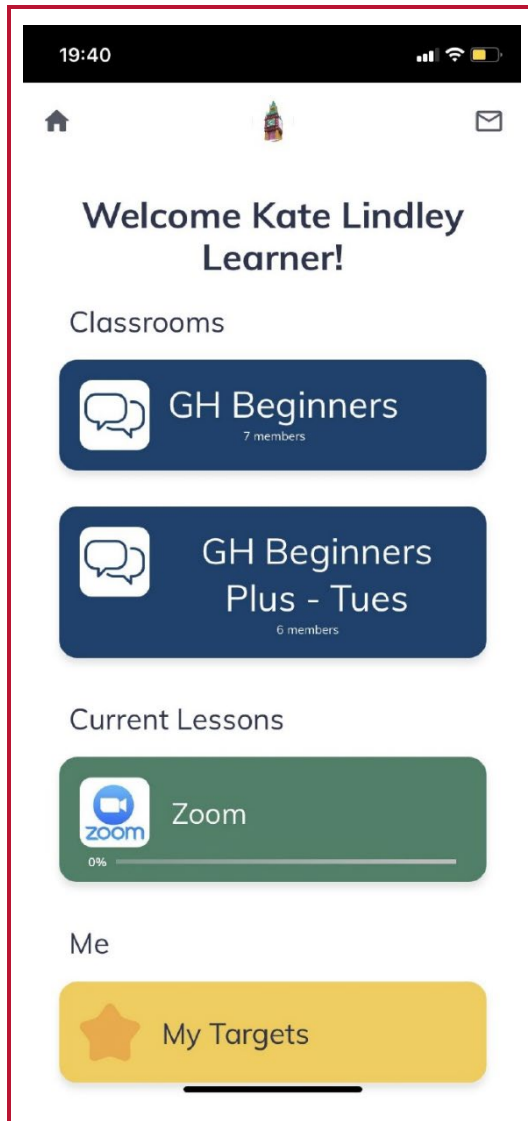 19:40
Welcome Kate Lindley
Learner!
Classrooms
GH Beginners
7 members
GH Beginners
Plus - Tues
6 members
Current Lessons
zoom
Zoom
0%
Me
My Targets